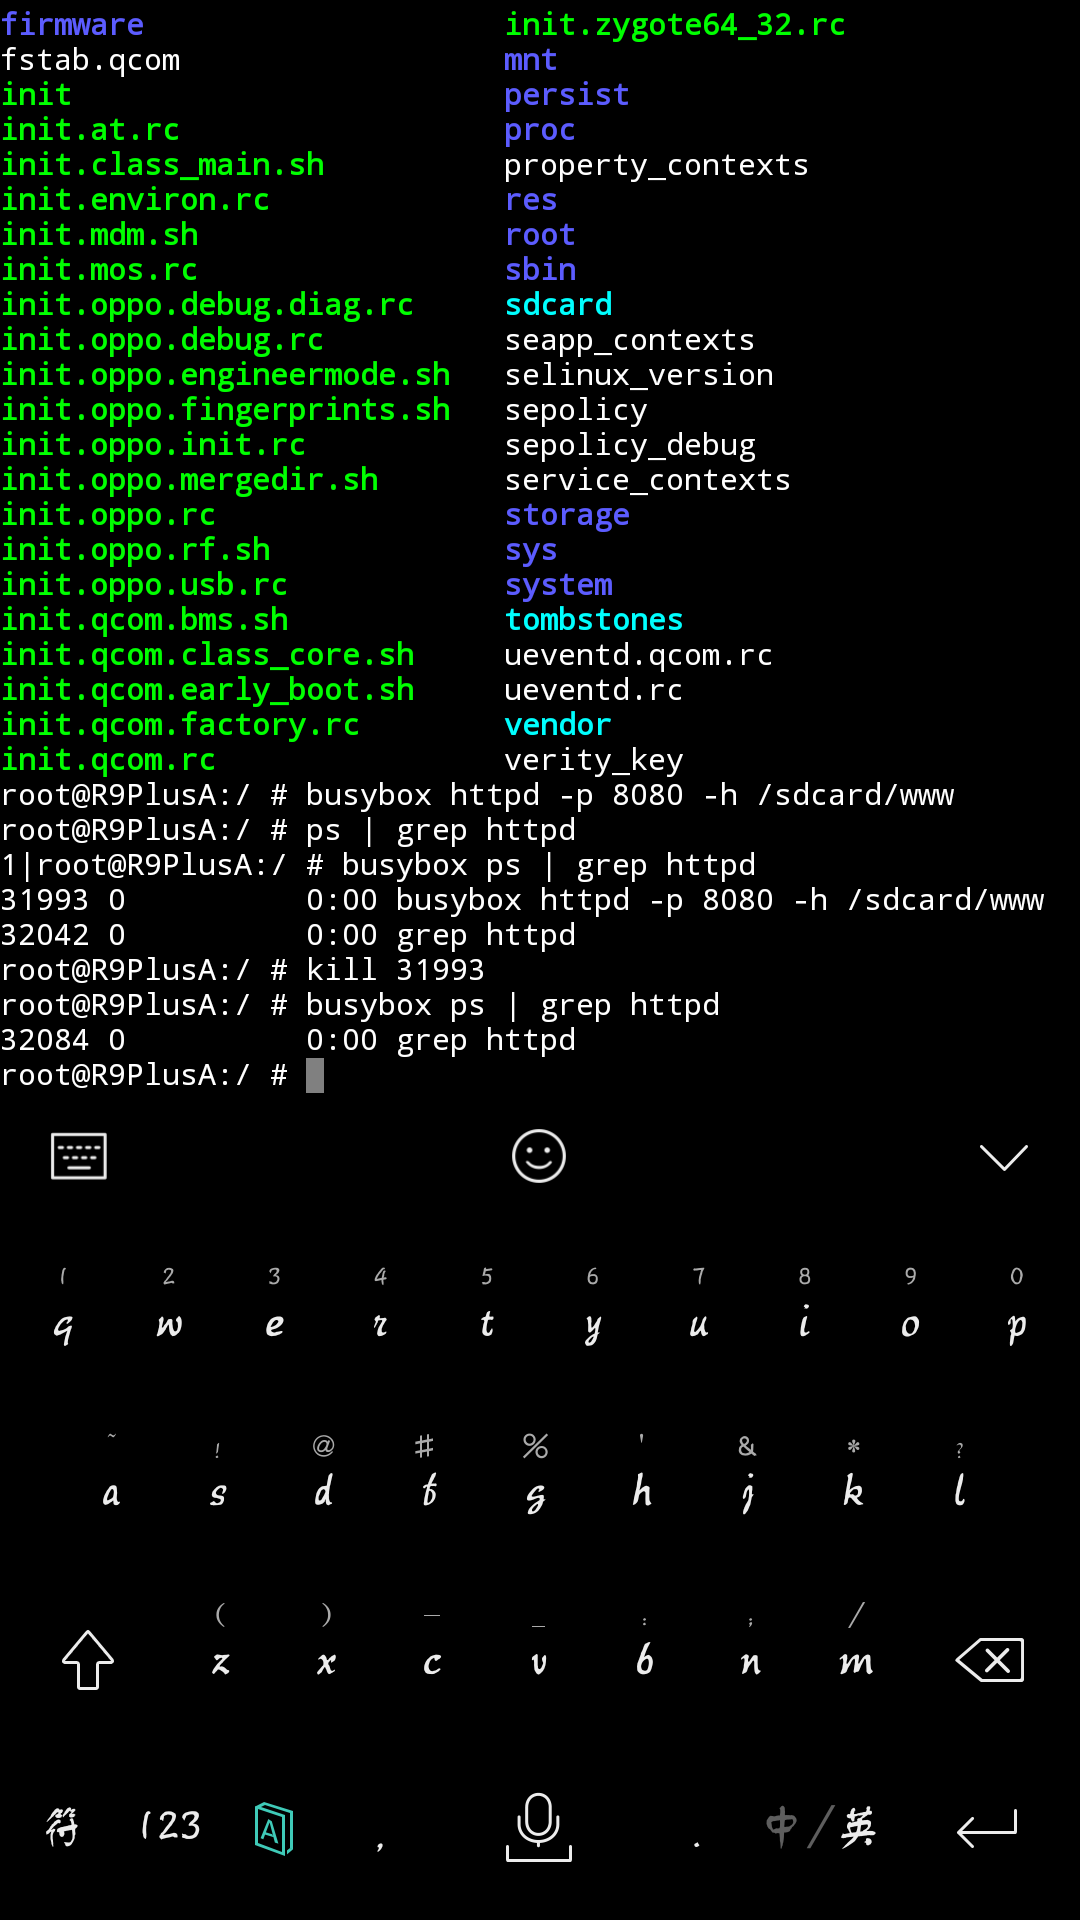 firmware init.zygote64_32.rc
fstab.qcom mnt
init persist
init.at.rc proc
init.class_main.sh property_contexts
init.environ.rc res
init.mdm.sh root
init.mos.rc sbin
init.oppo.debug.diag.rc sdcard
init.oppo.debug.rc seapp_contexts
init.oppo.engineermode.sh selinux_version
init.oppo.fingerprints.sh sepolicy
init.oppo.init.rc sepolicy_debug
init.oppo.mergedir.sh service_contexts
init.oppo.rc storage
init.oppo.rf.sh sys
init.oppo.usb.rc system
init.qcom.bms.sh tombstones
init.qcom.class_core.sh ueventd.qcom.rc
init.qcom.early_boot.sh ueventd.rc
init.qcom.factory.rc vendor
init.qcom.rc verity_key
root@R9PlusA:/ # busybox httpd -p 8080 -h /sdcard/www
root@R9PlusA:/ # ps | grep httpd
1|root@R9PlusA:/ # busybox ps | grep httpd
31993 0 0:00 busybox httpd -p 8080 -h /sdcard/www
32042 0 0:00 grep httpd
root@R9PlusA:/ # kill 31993
root@R9PlusA:/ # busybox ps | grep httpd
32084 0 0:00 grep httpd
root@R9PlusA:/ #
1 2 3 4 5 6 7 8 9 0
q w e r t y u i o p
~ ! @ # % ' & * ?
a s d f g h j k l
( ) — _ : ; /
z x c v b n m
符 123 A , . 中/英